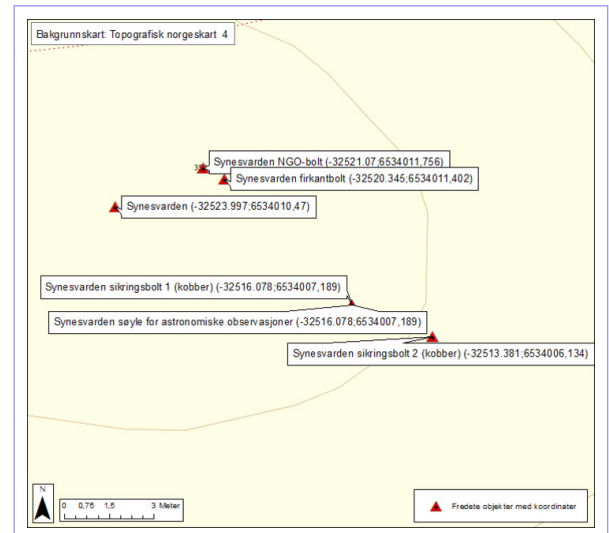 Bakgrunnskart: Topografisk norgeskart 4
Synesvarden NGO-bolt (-32521.07;6534011,756)
Synesvarden firkantbolt (-32520.345;6534011,402)
Synesvarden (-32523.997;6534010,47)
Synesvarden sikringsbolt 1 (kobber) (-32516.078;6534007,189)
Synesvarden søyle for astronomiske observasjoner (-32516.078;6534007,189)
Synesvarden sikringsbolt 2 (kobber) (-32513.381;6534006,134)
N
0 0,75 1,5 3 Meter
Fredete objekter med koordinater